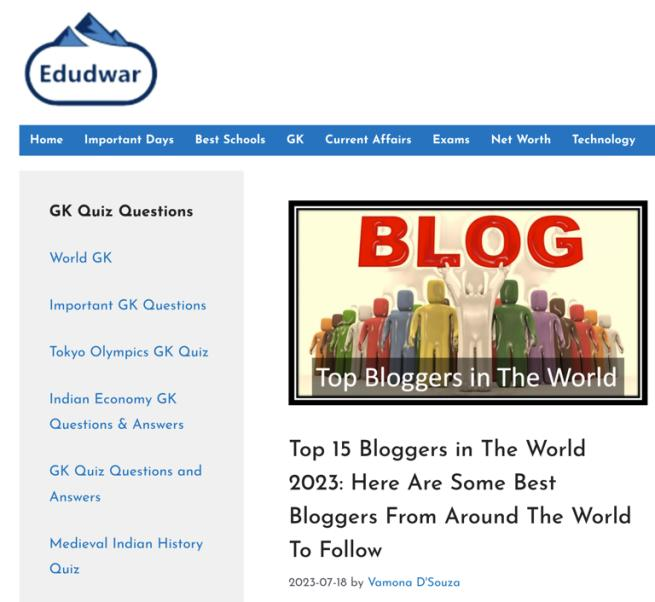 Edudwar
Home Important Days Best Schools GK Current Affairs Exams Net Worth Technology
GK Quiz Questions
World GK
Important GK Questions
Tokyo Olympics GK Quiz
Indian Economy GK
Questions & Answers
GK Quiz Questions and
Answers
Medieval Indian History
Quiz
BLOG
Top Bloggers in The World
Top 15 Bloggers in The World
2023: Here Are Some Best
Bloggers From Around The World
To Follow
2023-07-18 by Vamona D'Souza